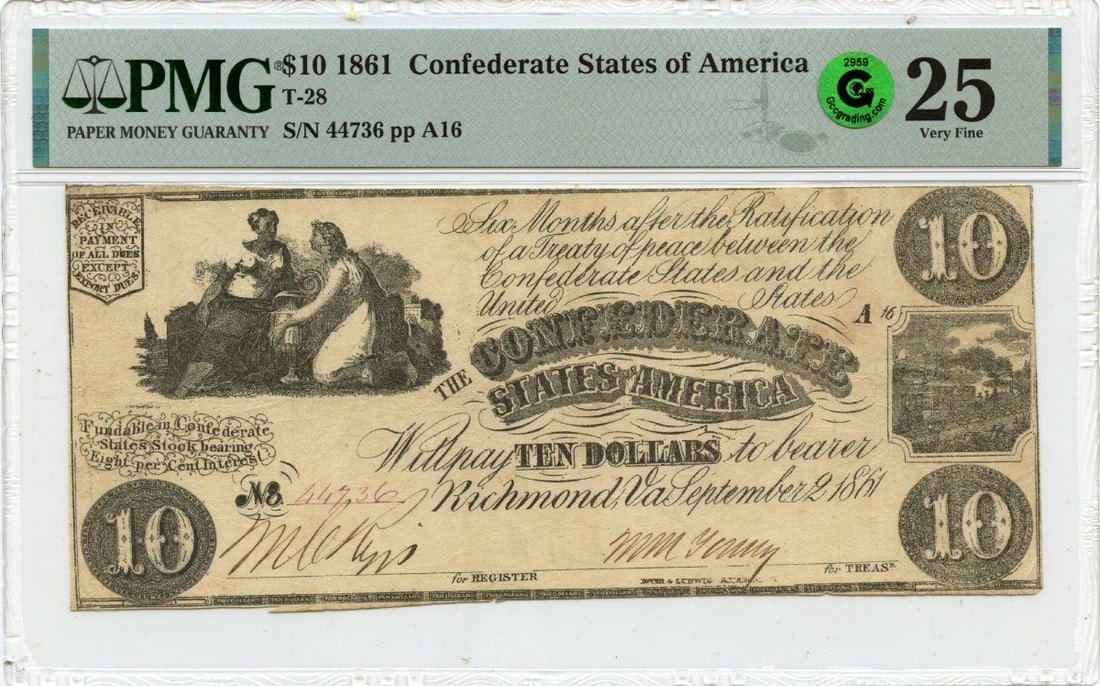 PMG®
PAPER MONEY GUARANTY
$10 1861 Confederate States of America
T-28
S/N 44736 pp A16
2959
G
Gccgrading.com
25
Very Fine
RECEIVABLE
IN
PAYMENT
OF ALL DUES
EXCEPT
EXPORT DUES
Six Months after the Ratification
of a Treaty of peace between the
Confederate States and the
United States
10
A 16
THE CONFEDERATE
STATES OF AMERICA
Fundable in Confederate
States Stock bearing
Eight per Cent Interest
Will pay TEN DOLLARS to bearer
No. 44736
Richmond, Va September 2 1861
10
10
for REGISTER
for TREASR